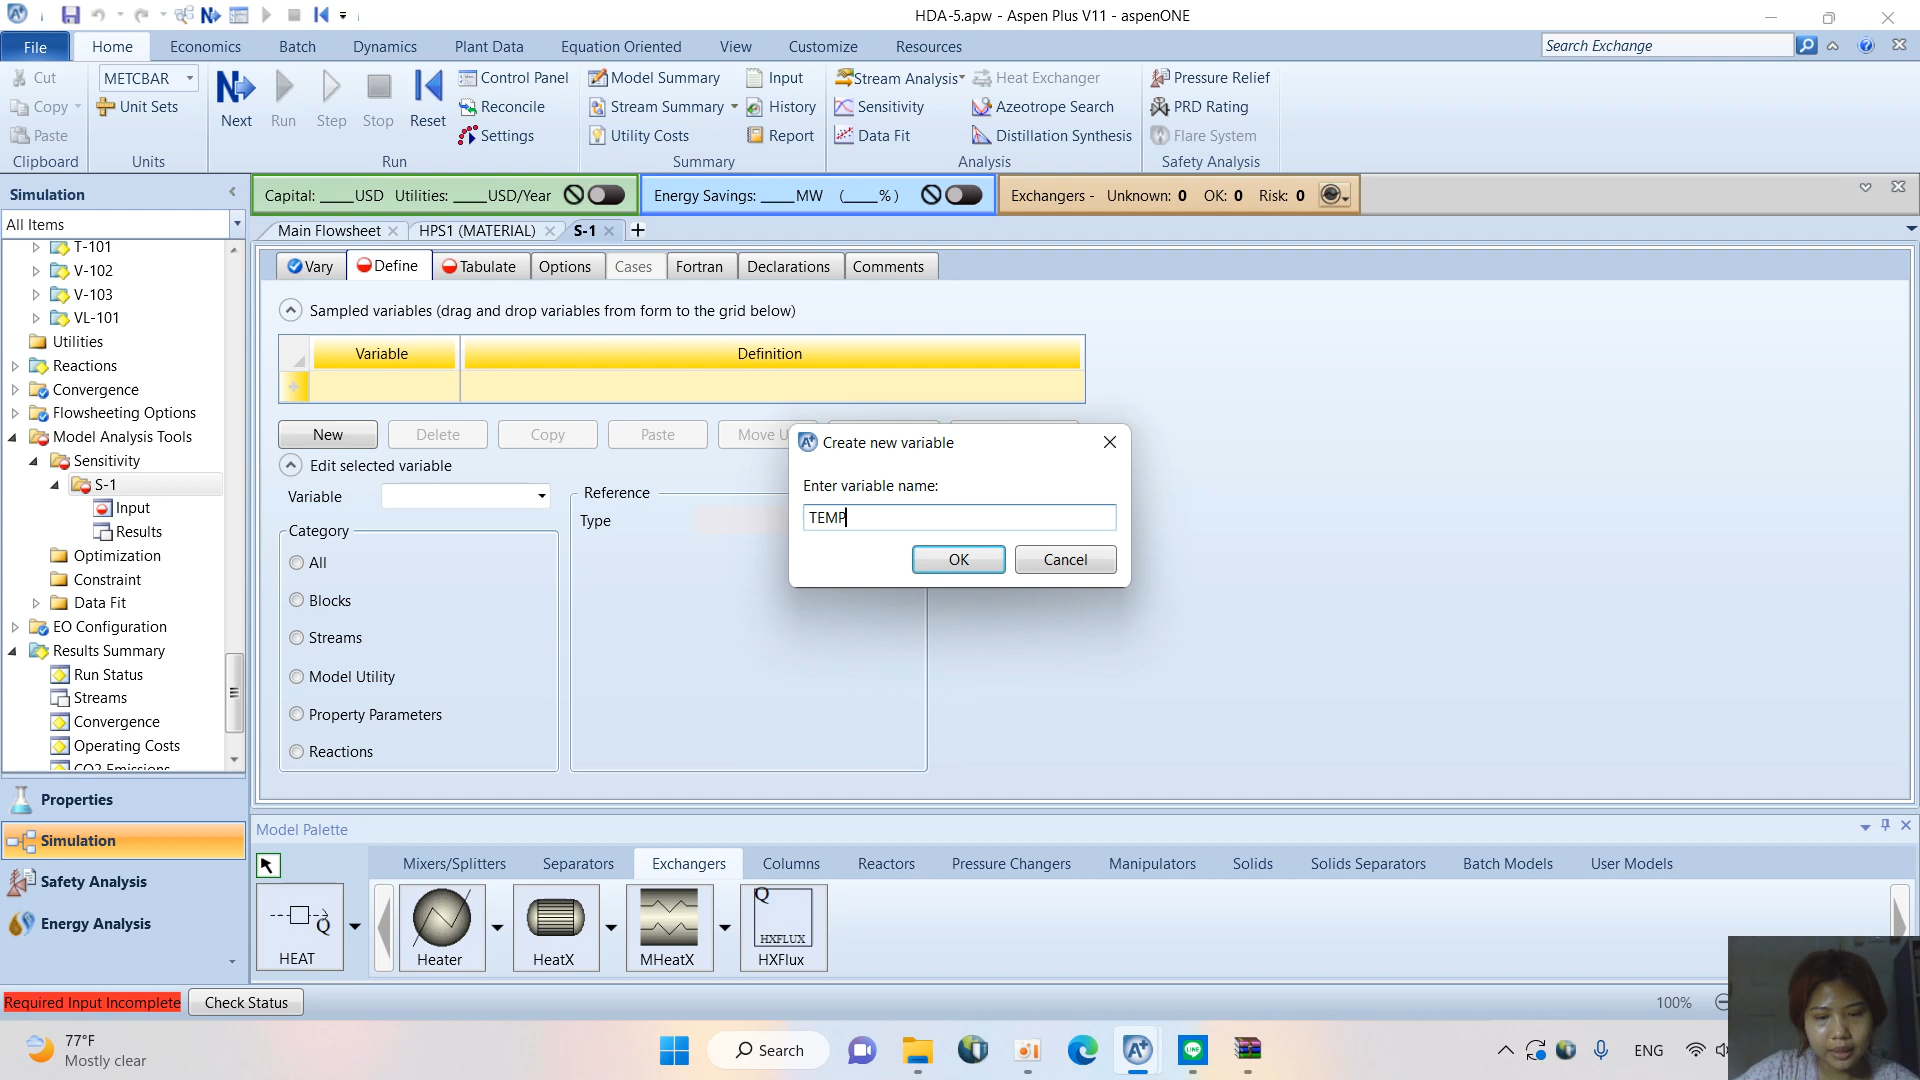 HDA-5.apw - Aspen Plus V11 - aspenONE
File Home Economics Batch Dynamics Plant Data Equation Oriented View Customize Resources Search Exchange
Cut METCBAR Control Panel Model Summary Input Stream Analysis Heat Exchanger Pressure Relief
Copy Unit Sets Reconcile Stream Summary History Sensitivity Azeotrope Search PRD Rating
Next Run Step Stop Reset
Paste Settings Utility Costs Report Data Fit Distillation Synthesis Flare System
Clipboard Units Run Summary Analysis Safety Analysis
Simulation
Capital: ____USD Utilities: ____USD/Year Energy Savings: ____MW (____%) Exchangers - Unknown: 0 OK: 0 Risk: 0
All Items
Main Flowsheet HPS1 (MATERIAL) S-1
T-101
V-102
V-103
VL-101
Utilities
Reactions
Convergence
Flowsheeting Options
Model Analysis Tools
Sensitivity
S-1
Input
Results
Optimization
Constraint
Data Fit
EO Configuration
Results Summary
Run Status
Streams
Convergence
Operating Costs
CO2 Emissions
Properties
Simulation
Safety Analysis
Energy Analysis
Vary Define Tabulate Options Cases Fortran Declarations Comments
Sampled variables (drag and drop variables from form to the grid below)
Variable Definition
New Delete Copy Paste Move U
Edit selected variable
Variable
Category
All
Blocks
Streams
Model Utility
Property Parameters
Reactions
Reference
Type
Create new variable
Enter variable name:
TEMP
OK Cancel
Model Palette
Mixers/Splitters Separators Exchangers Columns Reactors Pressure Changers Manipulators Solids Solids Separators Batch Models User Models
Q
HEAT
Heater
HeatX
MHeatX
Q
HXFLUX
HXFlux
Required Input Incomplete Check Status 100%
77°F
Mostly clear
Search
ENG